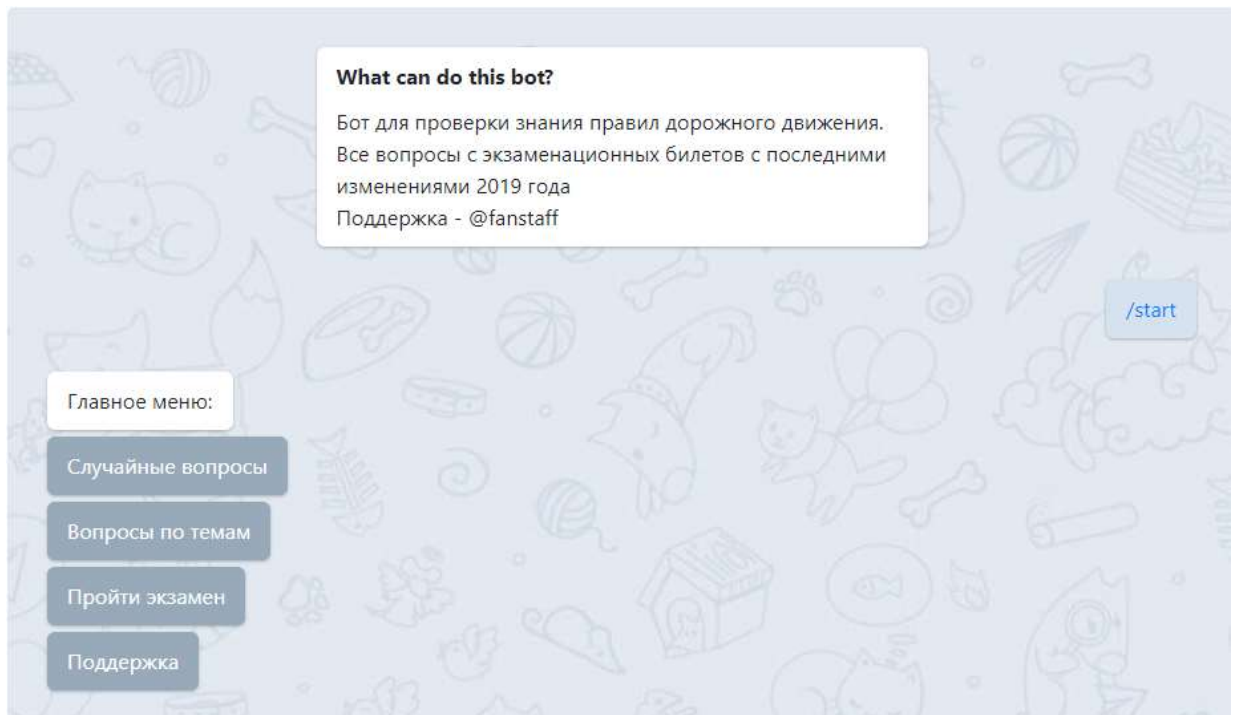 What can do this bot?
Бот для проверки знания правил дорожного движения.
Все вопросы с экзаменационных билетов с последними
изменениями 2019 года
Поддержка - @fanstaff
/start
Главное меню:
Случайные вопросы
Вопросы по темам
Пройти экзамен
Поддержка